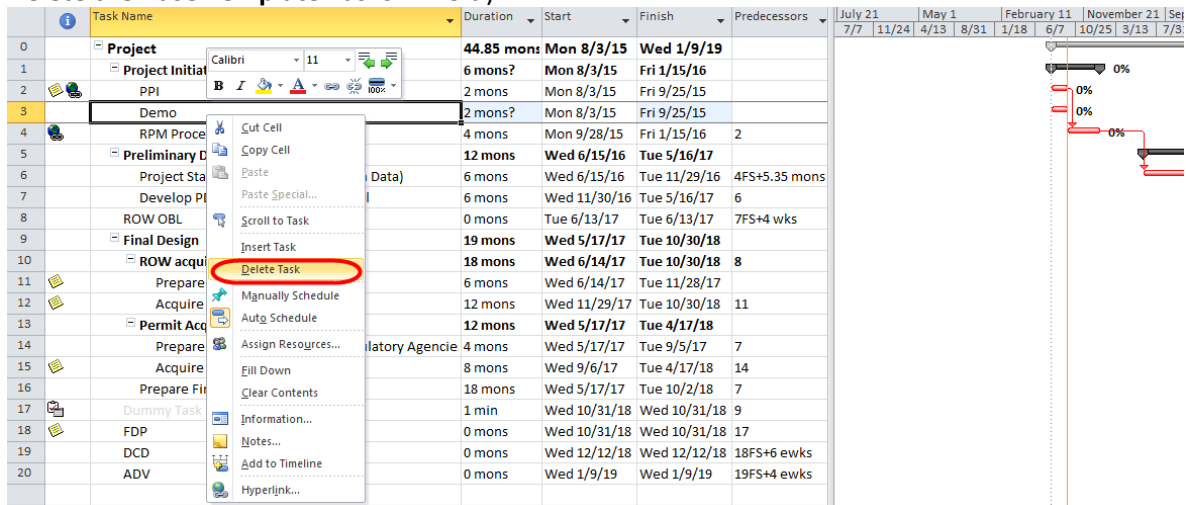 Task Name Duration Start Finish Predecessors
July 21 May 1 February 11 November 21 Sep
7/7 11/24 4/13 8/31 1/18 6/7 10/25 3/13 7/31
0 Project 44.85 mons Mon 8/3/15 Wed 1/9/19
1 Project Initiat 6 mons? Mon 8/3/15 Fri 1/15/16 0%
2 PPI 2 mons Mon 8/3/15 Fri 9/25/15 0%
3 Demo 2 mons? Mon 8/3/15 Fri 9/25/15 0%
4 RPM Proce 4 mons Mon 9/28/15 Fri 1/15/16 2 0%
5 Preliminary D 12 mons Wed 6/15/16 Tue 5/16/17
6 Project Sta Data) 6 mons Wed 6/15/16 Tue 11/29/16 4FS+5.35 mons
7 Develop Pl 6 mons Wed 11/30/16 Tue 5/16/17 6
8 ROW OBL 0 mons Tue 6/13/17 Tue 6/13/17 7FS+4 wks
9 Final Design 19 mons Wed 5/17/17 Tue 10/30/18
10 ROW acqui 18 mons Wed 6/14/17 Tue 10/30/18 8
11 Prepare 6 mons Wed 6/14/17 Tue 11/28/17
12 Acquire 12 mons Wed 11/29/17 Tue 10/30/18 11
13 Permit Acq 12 mons Wed 5/17/17 Tue 4/17/18
14 Prepare ulatory Agencie 4 mons Wed 5/17/17 Tue 9/5/17 7
15 Acquire 8 mons Wed 9/6/17 Tue 4/17/18 14
16 Prepare Fir 18 mons Wed 5/17/17 Tue 10/2/18 7
17 Dummy Task 1 min Wed 10/31/18 Wed 10/31/18 9
18 FDP 0 mons Wed 10/31/18 Wed 10/31/18 17
19 DCD 0 mons Wed 12/12/18 Wed 12/12/18 18FS+6 ewks
20 ADV 0 mons Wed 1/9/19 Wed 1/9/19 19FS+4 ewks
Calibri 11
B I A 100%
Cut Cell
Copy Cell
Paste
Paste Special...
Scroll to Task
Insert Task
Delete Task
Manually Schedule
Auto Schedule
Assign Resources...
Fill Down
Clear Contents
Information...
Notes...
Add to Timeline
Hyperlink...